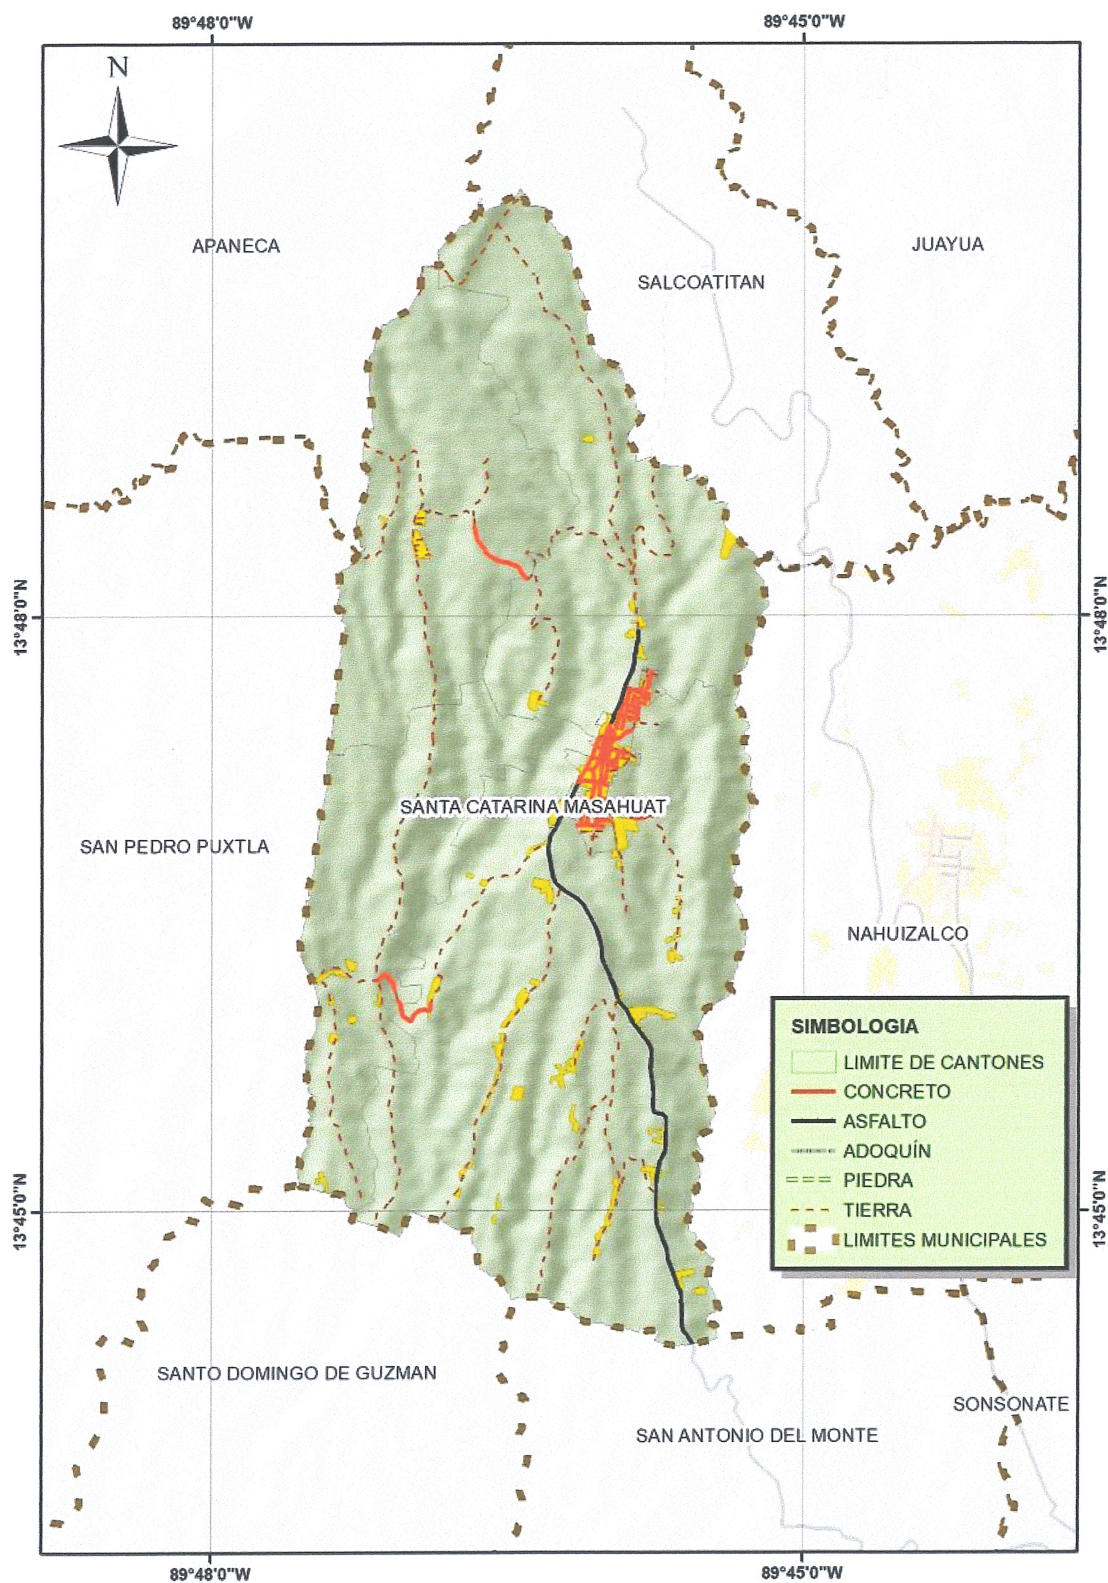 89°48'0"W
89°45'0"W
N
APANECA
JUAYUA
SALCOATITAN
13°48'0"N
13°48'0"N
SANTA CATARINA MASAHUAT
SAN PEDRO PUXTLA
NAHUIZALCO
SIMBOLOGIA
LIMITE DE CANTONES
CONCRETO
ASFALTO
ADOQUÍN
PIEDRA
TIERRA
LIMITES MUNICIPALES
13°45'0"N
13°45'0"N
SANTO DOMINGO DE GUZMAN
SONSONATE
SAN ANTONIO DEL MONTE
89°48'0"W
89°45'0"W